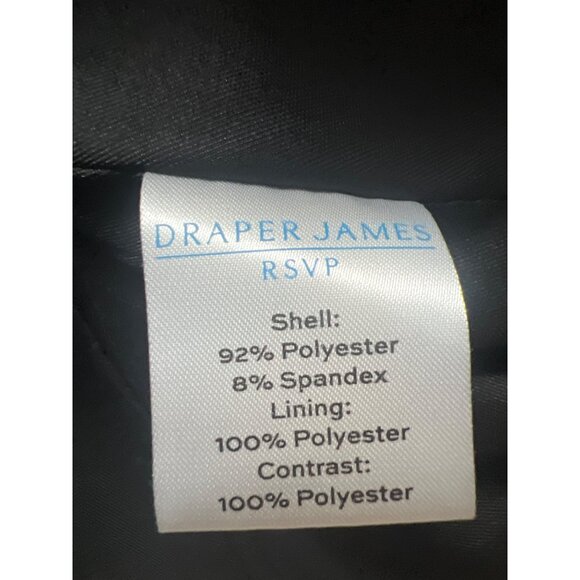 DRAPER JAMES
RSVP
Shell:
92% Polyester
8% Spandex
Lining:
100% Polyester
Contrast:
100% Polyester